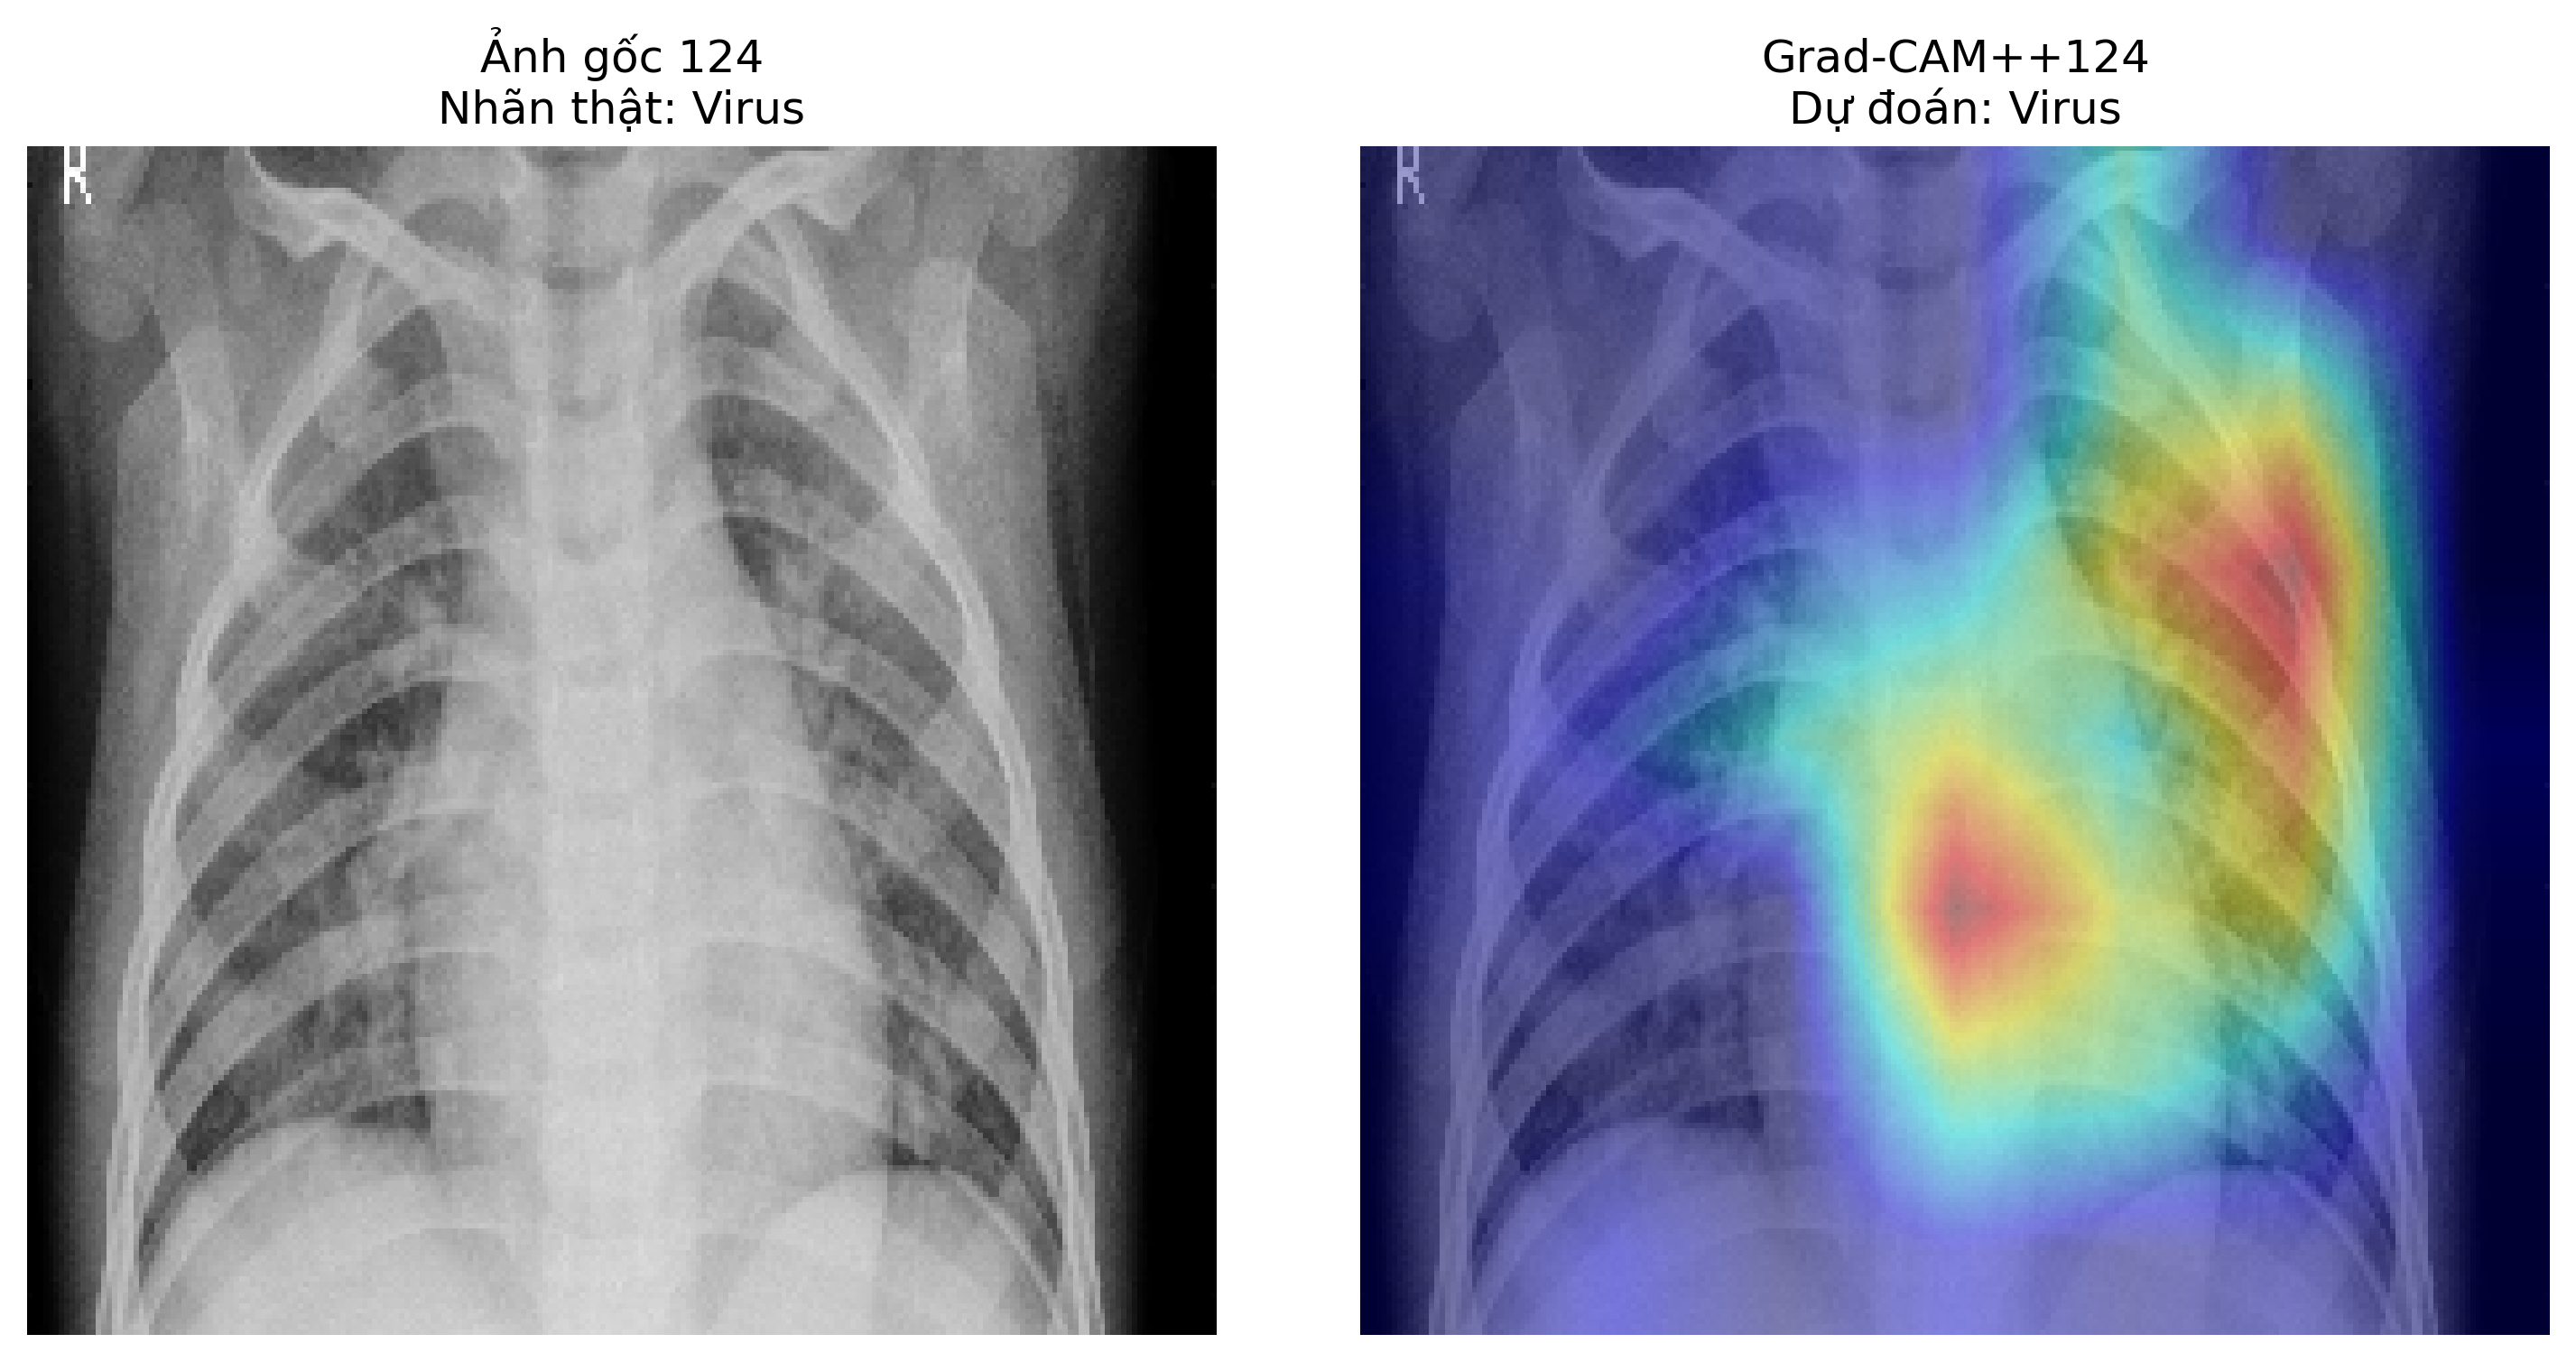 Ảnh gốc 124
Nhãn thật: Virus
R
Grad-CAM++124
Dự đoán: Virus
R